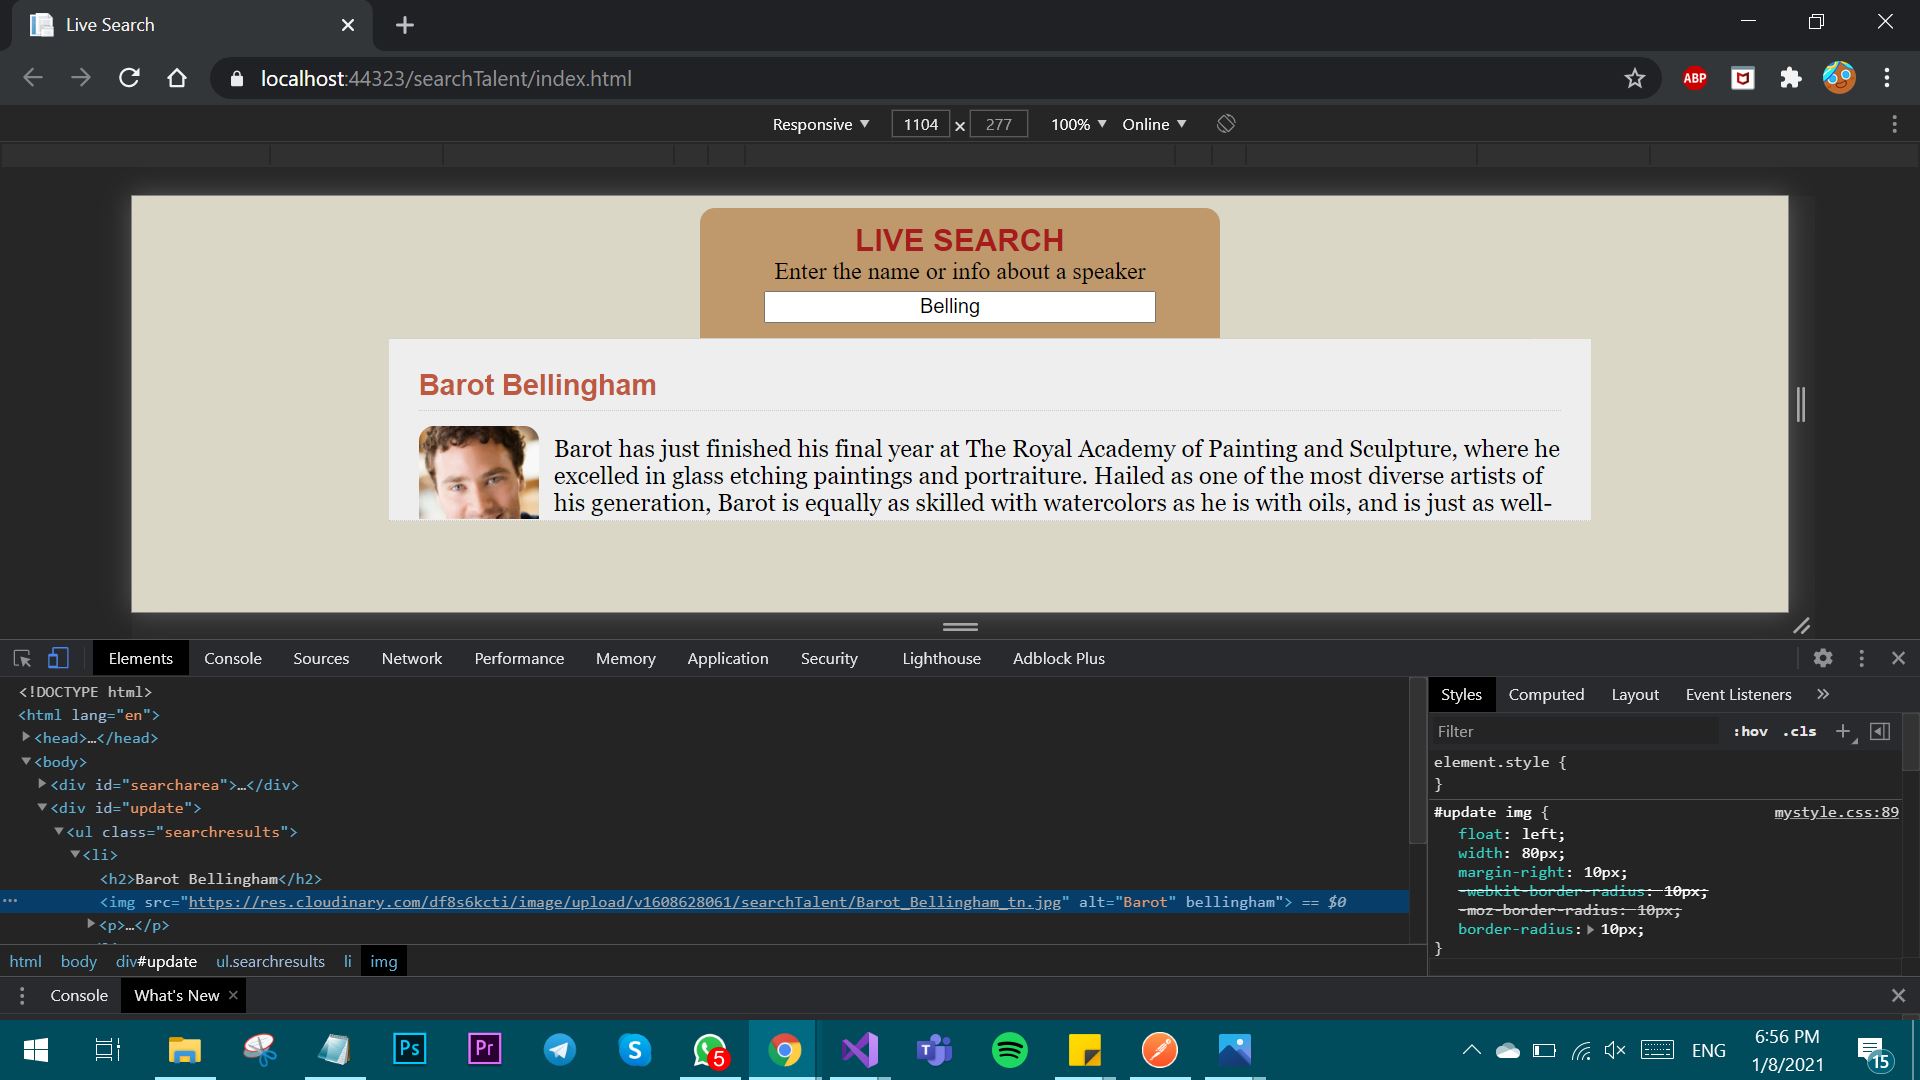 Live Search
localhost:44323/searchTalent/index.html
ABP
Responsive ▼ 1104 × 277 100% ▼ Online ▼
LIVE SEARCH
Enter the name or info about a speaker
Belling
Barot Bellingham
Barot has just finished his final year at The Royal Academy of Painting and Sculpture, where he
excelled in glass etching paintings and portraiture. Hailed as one of the most diverse artists of
his generation, Barot is equally as skilled with watercolors as he is with oils, and is just as well-
Elements Console Sources Network Performance Memory Application Security Lighthouse Adblock Plus
<!DOCTYPE html>
<html lang="en">
<head>…</head>
<body>
<div id="searcharea">…</div>
<div id="update">
<ul class="searchresults">
<li>
<h2>Barot Bellingham</h2>
<img src="https://res.cloudinary.com/df8s6kcti/image/upload/v1608628061/searchTalent/Barot_Bellingham_tn.jpg" alt="Barot" bellingham"> == $0
<p>…</p>
html body div#update ul.searchresults li img
Styles Computed Layout Event Listeners »
Filter :hov .cls +
element.style {
}
#update img { mystyle.css:89
float: left;
width: 80px;
margin-right: 10px;
-webkit-border-radius: 10px;
-moz-border-radius: 10px;
border-radius: 10px;
}
Console What's New ×
Ps Pr S 5 T ENG 6:56 PM
1/8/2021 15